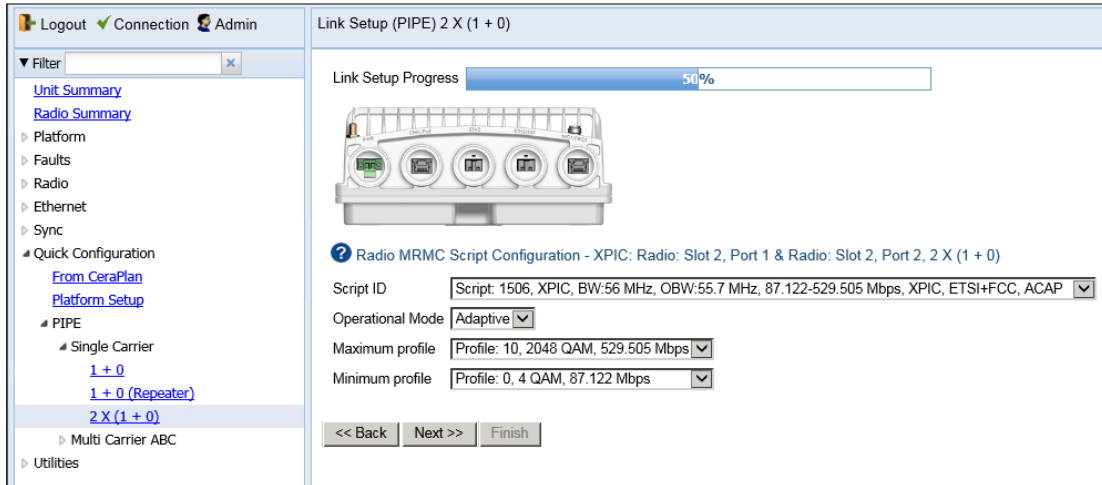 Logout Connection Admin
Link Setup (PIPE) 2 X (1 + 0)
Filter
Unit Summary
Radio Summary
Platform
Faults
Radio
Ethernet
Sync
Quick Configuration
From CeraPlan
Platform Setup
PIPE
Single Carrier
1 + 0
1 + 0 (Repeater)
2 X (1 + 0)
Multi Carrier ABC
Utilities
Link Setup Progress 50%
Radio MRMC Script Configuration - XPIC: Radio: Slot 2, Port 1 & Radio: Slot 2, Port 2, 2 X (1 + 0)
Script ID Script: 1506, XPIC, BW:56 MHz, OBW:55.7 MHz, 87.122-529.505 Mbps, XPIC, ETSI+FCC, ACAP
Operational Mode Adaptive
Maximum profile Profile: 10, 2048 QAM, 529.505 Mbps
Minimum profile Profile: 0, 4 QAM, 87.122 Mbps
<< Back Next >> Finish